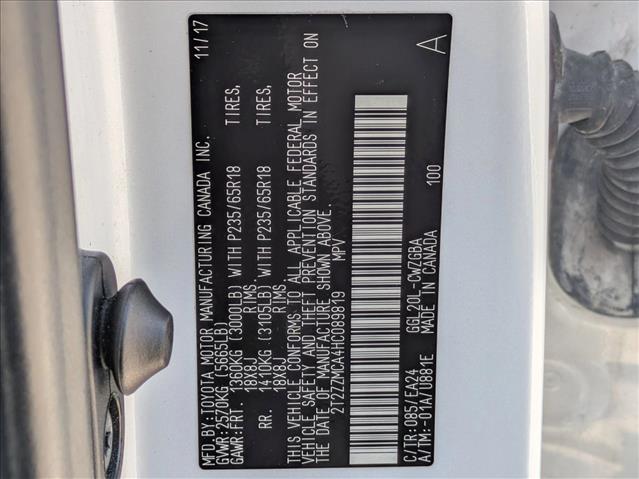 MFD.BY:TOYOTA MOTOR MANUFACTURING CANADA INC. 11/17
GVWR:2570KG(5665LB)
GAWR:FRT. 1360KG(3000LB) WITH P235/65R18 TIRES.
18X8J RIMS.
RR. 1410KG(3105LB) WITH P235/65R18 TIRES.
18X8J RIMS.
THIS VEHICLE CONFORMS TO ALL APPLICABLE FEDERAL MOTOR
VEHICLE SAFETY AND THEFT PREVENTION STANDARDS IN EFFECT ON
THE DATE OF MANUFACTURE SHOWN ABOVE.
2T2ZZMCA4HC089819 MPV
C/TR:085/EA24 GGL20L-CWZGBA A
A/TM:-01A/U881E MADE IN CANADA 100